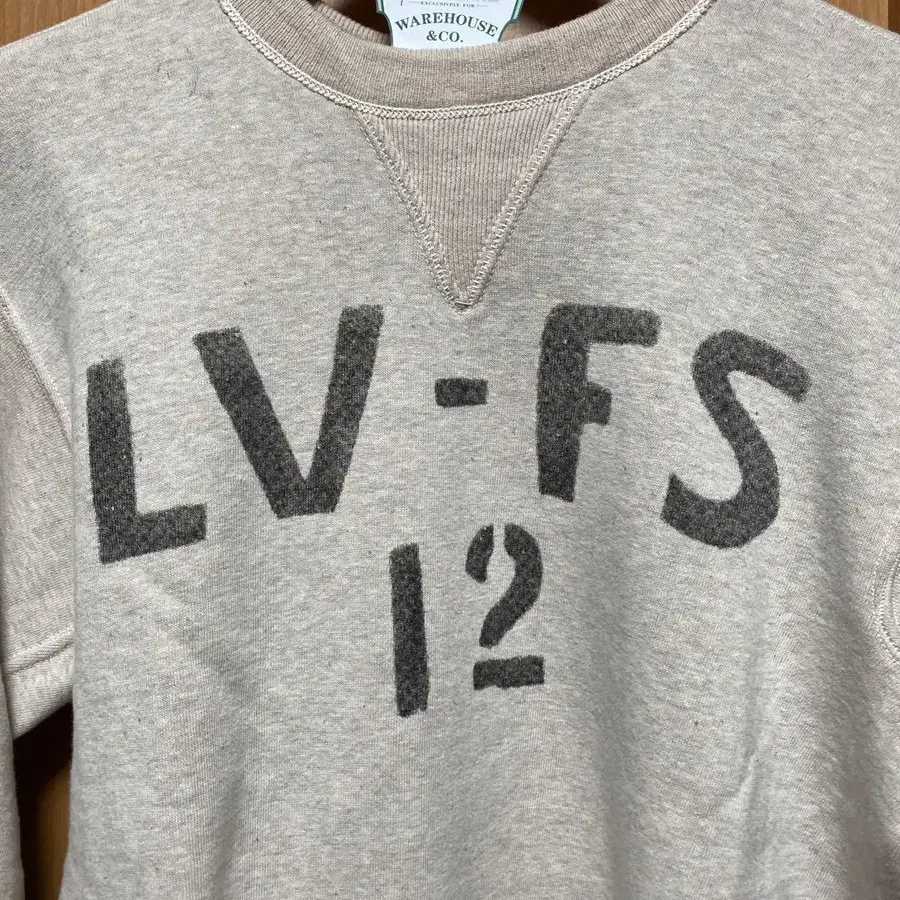 EXCLUSIVELY FOR
WAREHOUSE
&CO.
LV-FS
12